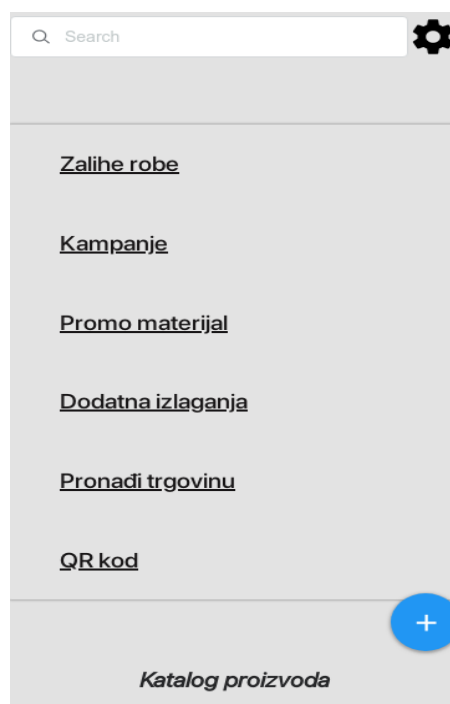 Search
Zalihe robe
Kampanje
Promo materijal
Dodatna izlaganja
Pronađi trgovinu
QR kod
Katalog proizvoda